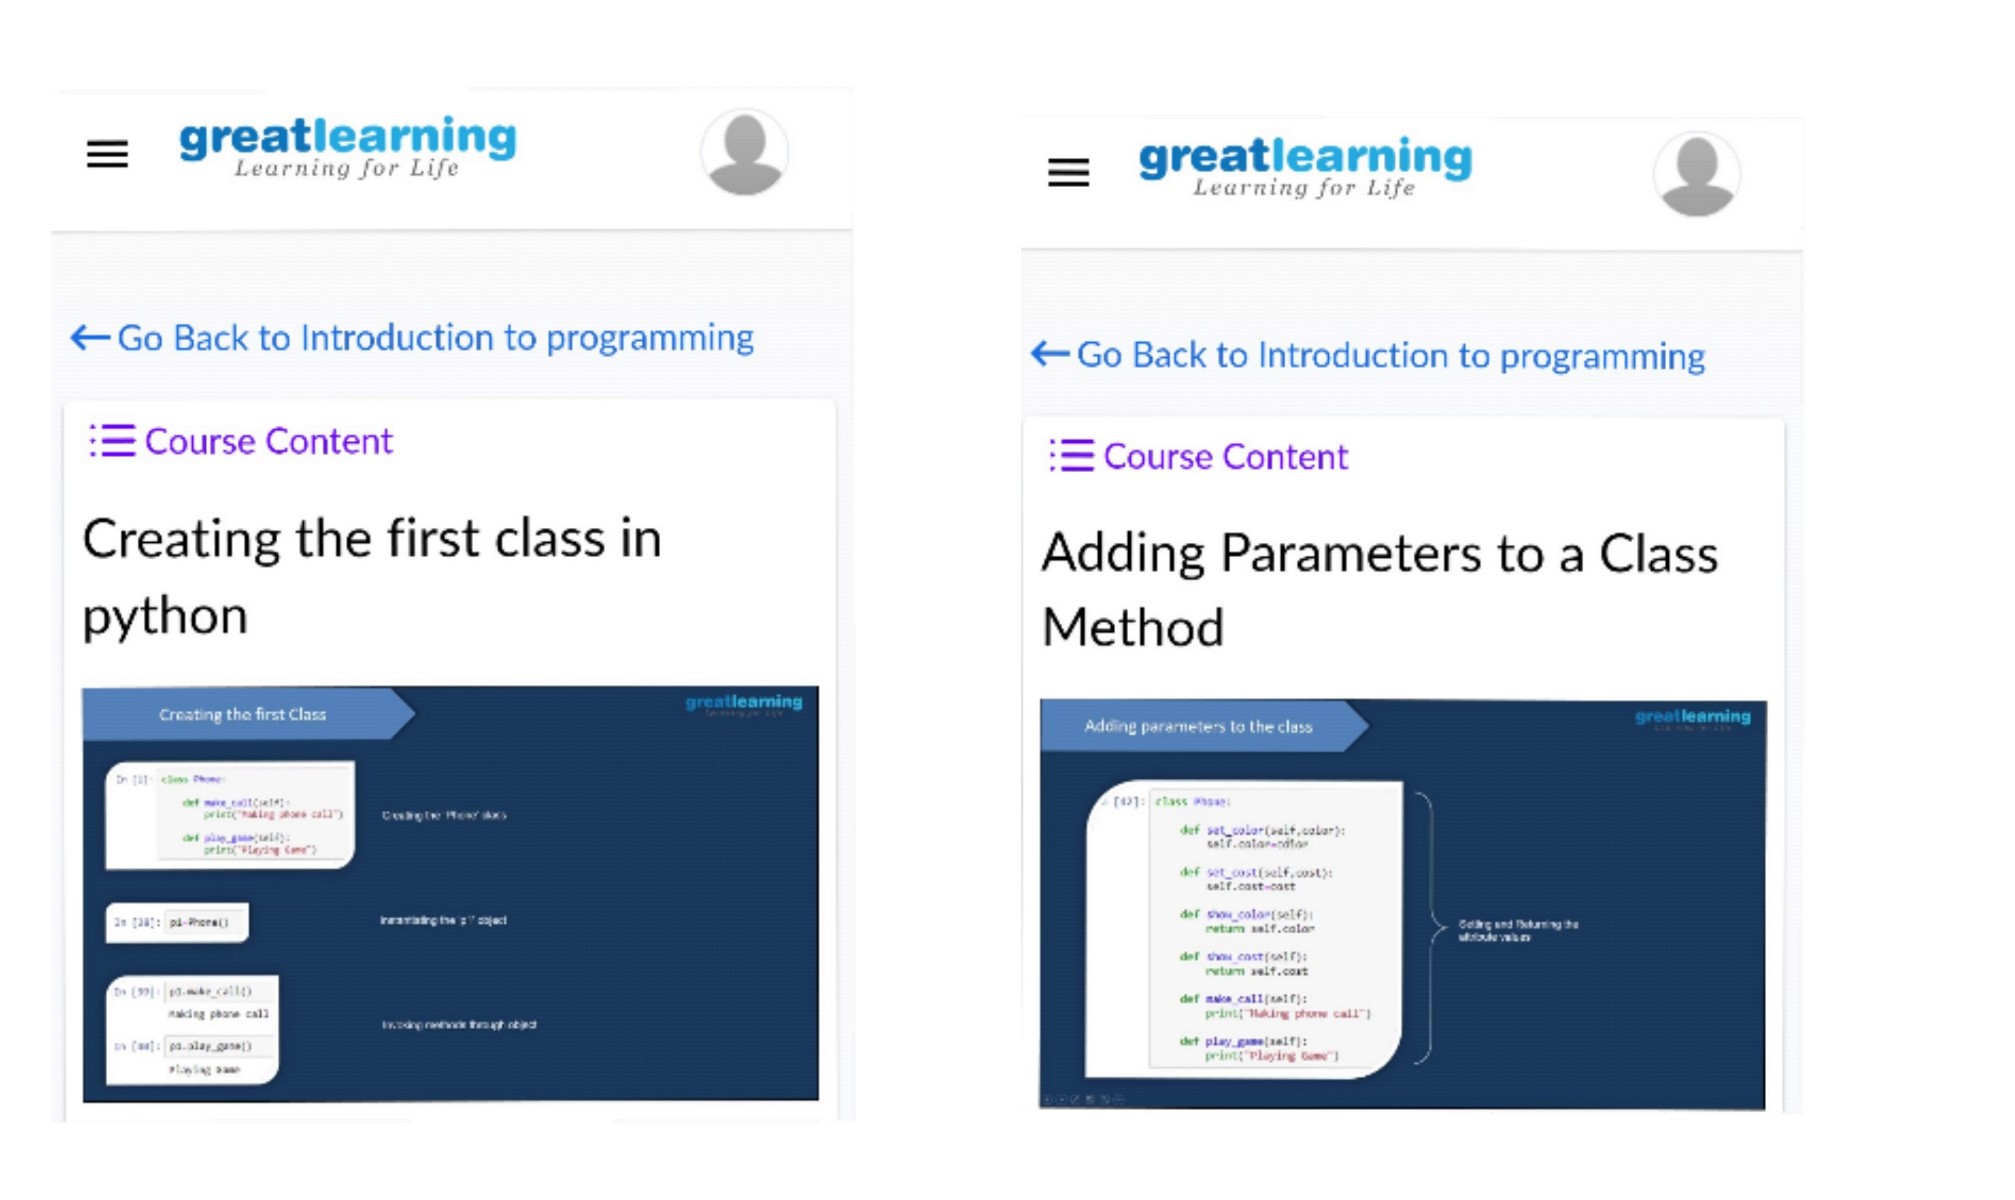 greatlearning
Learning for Life
Go Back to Introduction to programming
Course Content
Creating the first class in
python
Creating the first Class
greatlearning
Learning for Life
In [1]: class Phone:
def make_call(self):
print("Making phone call")
def play_game(self):
print("Playing Game")
Creating the 'Phone' class
p1=Phone()
Instantiating the 'p1' object
p1.make_call()
Making phone call
p1.play_game()
Playing Game
Invoking methods through object
greatlearning
Learning for Life
Go Back to Introduction to programming
Course Content
Adding Parameters to a Class
Method
Adding parameters to the class
greatlearning
[42]: class Phone:
def set_color(self,color):
self.color=color
def set_cost(self,cost):
self.cost=cost
def show_color(self):
return self.color
def show_cost(self):
return self.cost
def make_call(self):
print("Making phone call")
def play_game(self):
print("Playing Game")
Setting and Returning the
attribute values